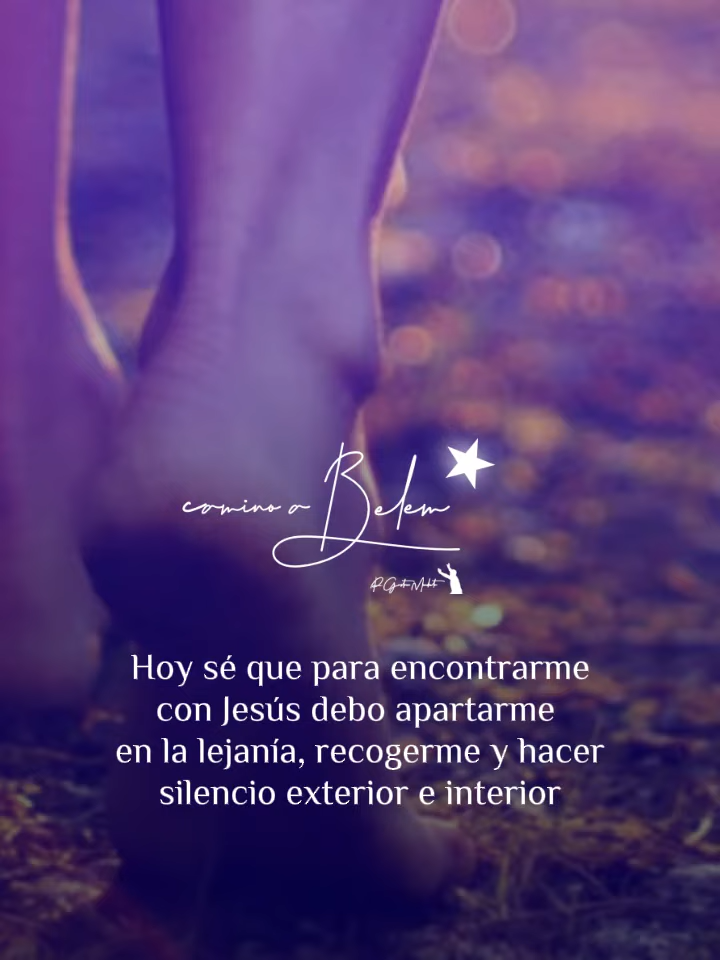 camino a Belem
Hoy sé que para encontrarme
con Jesús debo apartarme
en la lejanía, recogerme y hacer
silencio exterior e interior